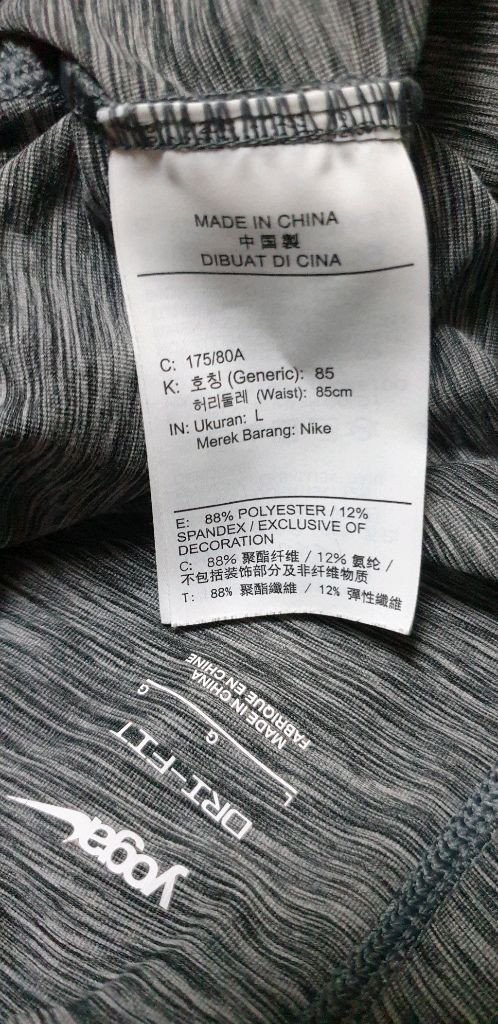 MADE IN CHINA
中国製
DIBUAT DI CINA
C: 175/80A
K: 호칭 (Generic): 85
허리둘레 (Waist): 85cm
IN: Ukuran: L
Merek Barang: Nike
E: 88% POLYESTER / 12%
SPANDEX / EXCLUSIVE OF
DECORATION
C: 88% 聚酯纤维 / 12% 氨纶 /
不包括装饰部分及非纤维物质
T: 88% 聚酯纖維 / 12% 彈性纖維
yoga
DRI-FIT
L G G
MADE IN CHINA
FABRIQUÉ EN CHINE